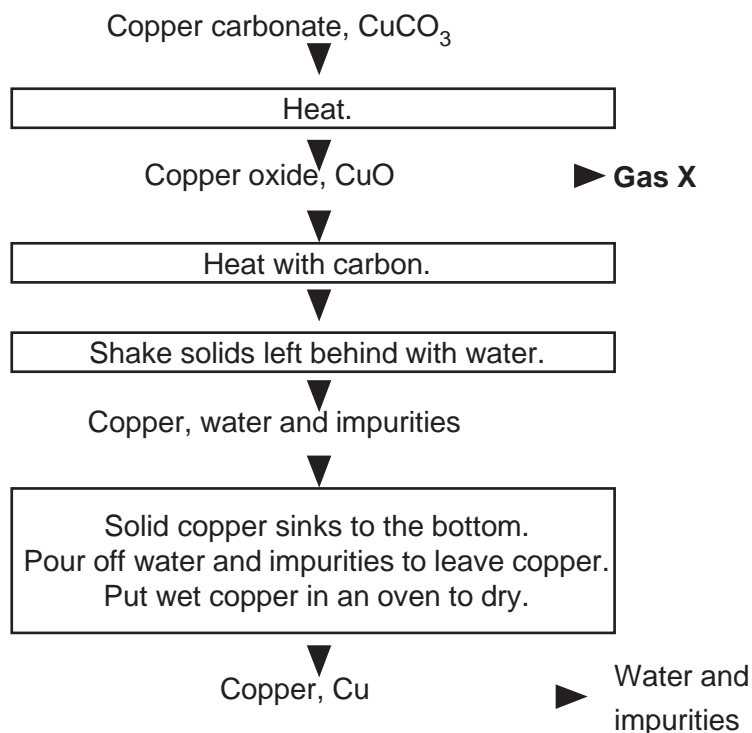 Copper carbonate, CuCO₃
Heat.
Copper oxide, CuO
Gas X
Heat with carbon.
Shake solids left behind with water.
Copper, water and impurities
Solid copper sinks to the bottom.
Pour off water and impurities to leave copper.
Put wet copper in an oven to dry.
Copper, Cu
Water and
impurities